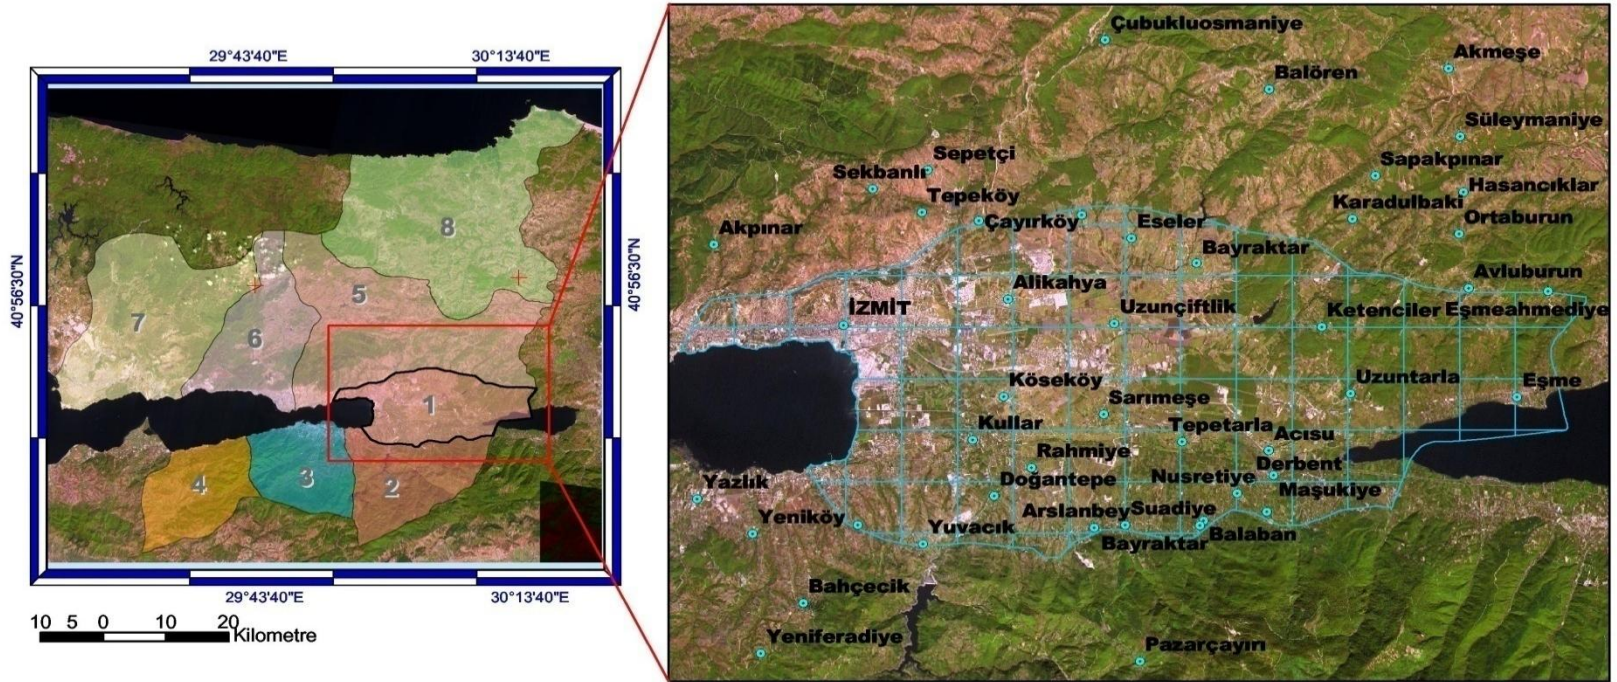 29°43'40"E
30°13'40"E
40°56'30"N
40°56'30"N
8
5
7
6
1
4
3
2
29°43'40"E
30°13'40"E
10 5 0 10 20
Kilometre
Çubukluosmaniye
Akmeşe
Balören
Süleymaniye
Sepetçi
Sapakpınar
Sekbanlı
Hasancıklar
Tepeköy
Karadulbaki
Çayırköy
Ortaburun
Akpınar
Eseler
Bayraktar
Avluburun
Alikahya
İZMİT
Uzunçiftlik
Ketenciler
Eşmeahmediye
Köseköy
Uzuntarla
Eşme
Sarımeşe
Kullar
Tepetarla
Acısu
Rahmiye
Derbent
Doğantepe
Nusretiye
Maşukiye
Yazlık
Arslanbey
Suadiye
Yeniköy
Yuvacık
Bayraktar
Balaban
Bahçecik
Yeniferadiye
Pazarçayırı